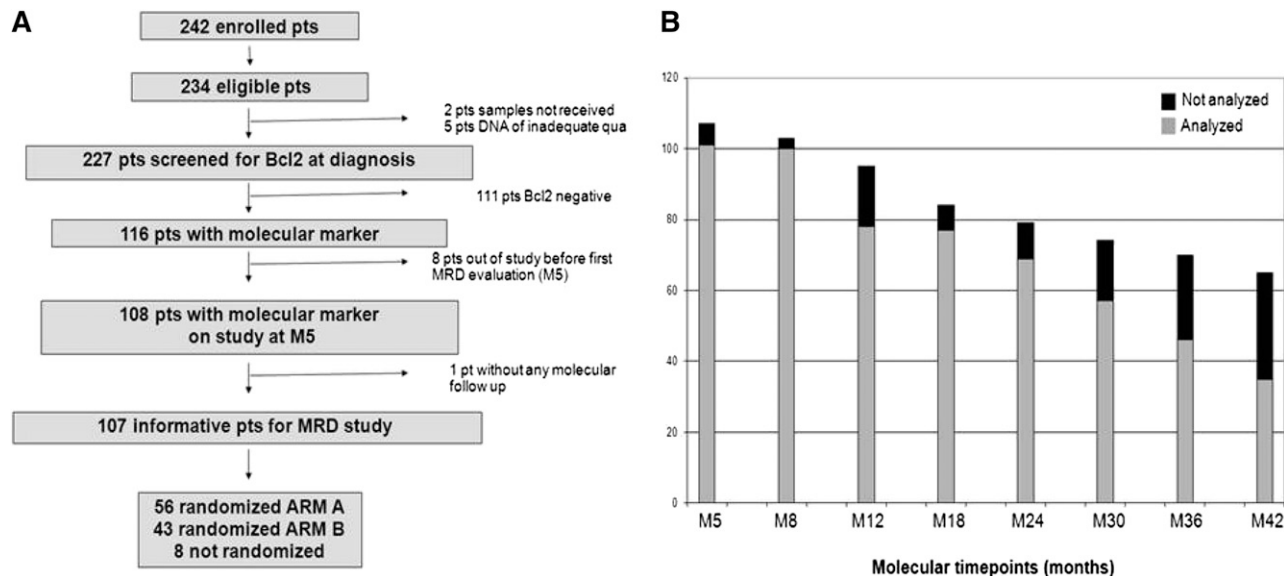 A
242 enrolled pts
234 eligible pts
2 pts samples not received
5 pts DNA of inadequate qua
227 pts screened for Bcl2 at diagnosis
111 pts Bcl2 negative
116 pts with molecular marker
8 pts out of study before first
MRD evaluation (M5)
108 pts with molecular marker
on study at M5
1 pt without any molecular
follow up
107 informative pts for MRD study
56 randomized ARM A
43 randomized ARM B
8 not randomized
B
120
100
80
60
40
20
0
Not analyzed
Analyzed
M5 M8 M12 M18 M24 M30 M36 M42
Molecular timepoints (months)